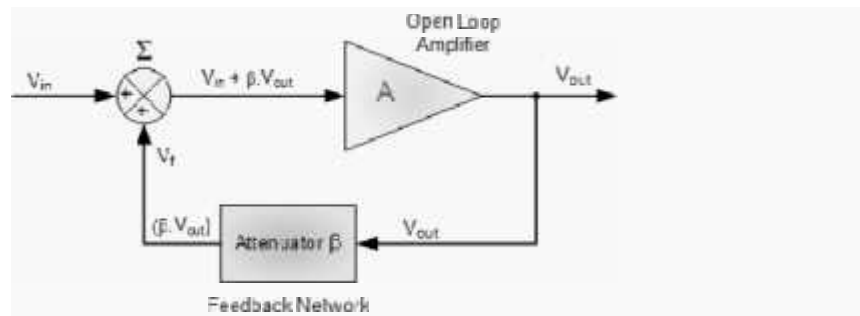 Open Loop
Amplifier
Σ
Vin
Vin + β.Vout
A
Vout
+
+
Vf
(β.Vout)
Attenuator β
Vout
Feedback Network